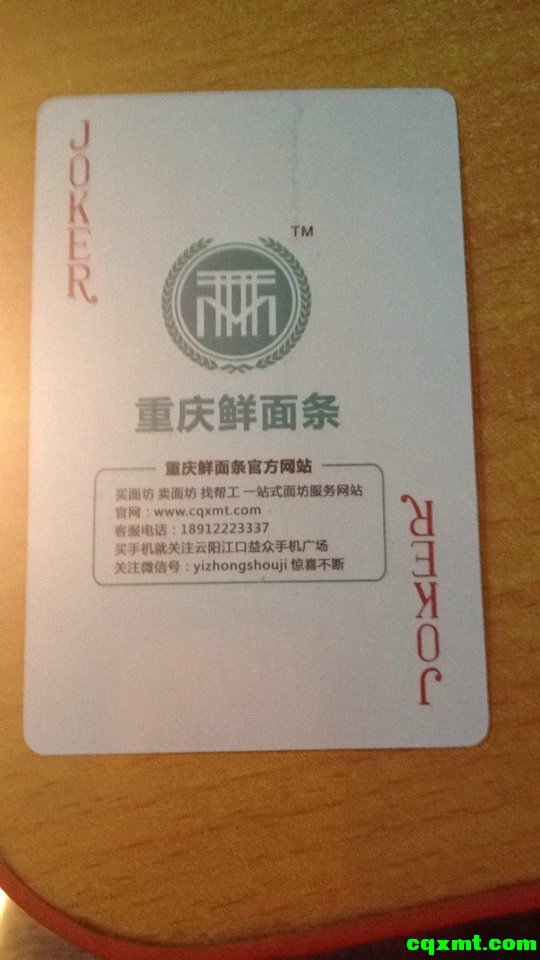 JOKER
TM
重庆鲜面条
重庆鲜面条官方网站
买面坊 卖面坊 找帮工 一站式面坊服务网站
官网：www.cqxmt.com
客服电话：18912223337
买手机就关注云阳江口益众手机广场
关注微信号：yizhongshouji 惊喜不断
JOKER
cqxmt.com